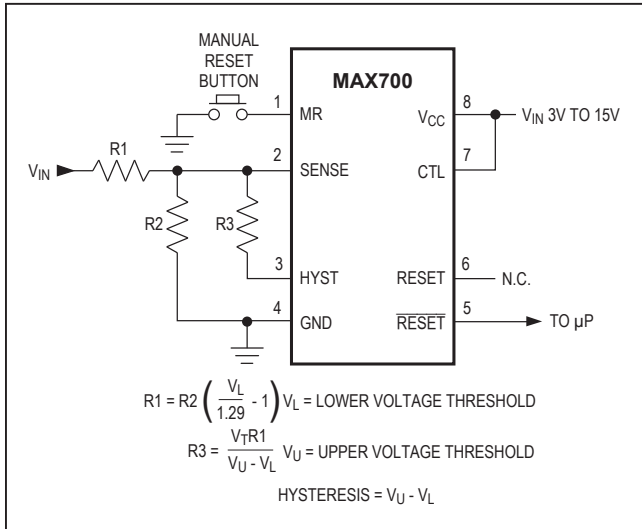 MANUAL
RESET
BUTTON
MAX700
1
MR
8
VCC
VIN 3V TO 15V
R1
VIN
2
SENSE
7
CTL
R2
R3
3
HYST
6
RESET
N.C.
4
GND
5
RESET
TO µP
R1 = R2 ( VL / 1.29 - 1 ) VL = LOWER VOLTAGE THRESHOLD
R3 = VTR1 / VU - VL VU = UPPER VOLTAGE THRESHOLD
HYSTERESIS = VU - VL